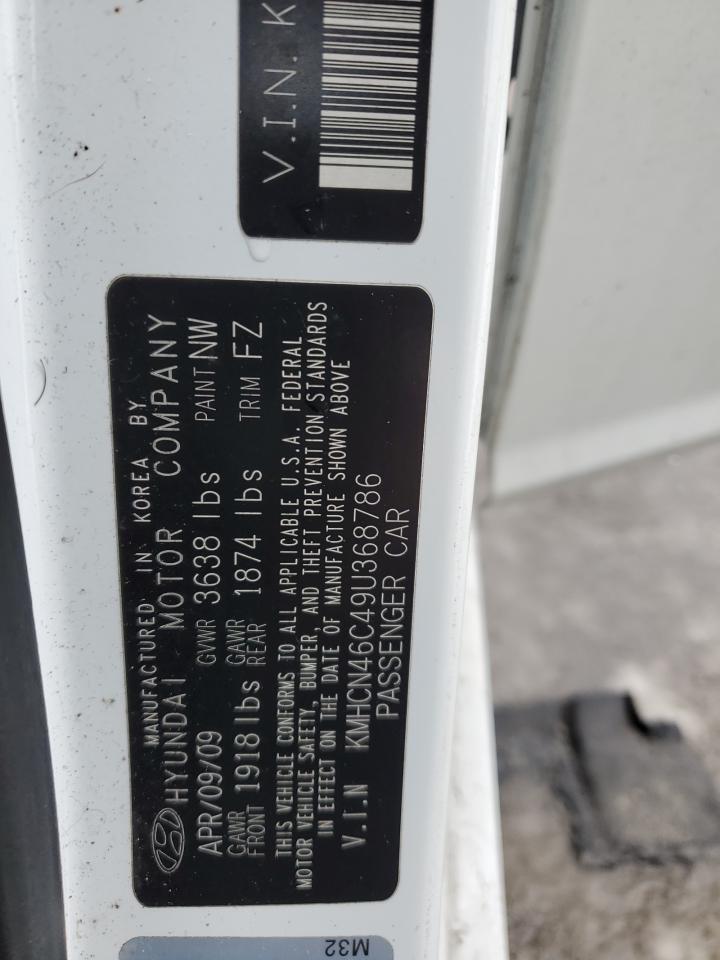 V.I.N. K
MANUFACTURED IN KOREA BY
HYUNDAI MOTOR COMPANY
APR/09/09 GVWR 3638 lbs PAINT NW
GAWR FRONT 1918 lbs GAWR REAR 1874 lbs TRIM FZ
THIS VEHICLE CONFORMS TO ALL APPLICABLE U.S.A. FEDERAL
MOTOR VEHICLE SAFETY, BUMPER, AND THEFT PREVENTION STANDARDS
IN EFFECT ON THE DATE OF MANUFACTURE SHOWN ABOVE
V.I.N KMHCN46C49U368786
PASSENGER CAR
M32